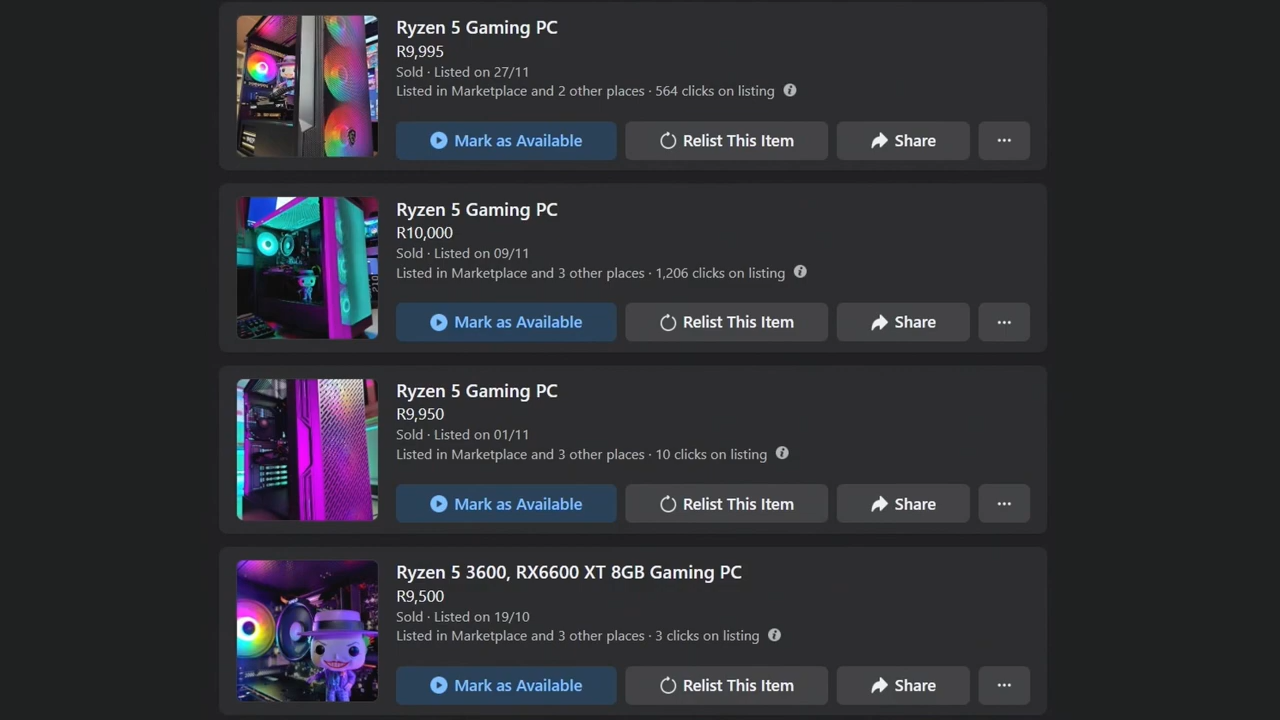 Ryzen 5 Gaming PC
R9,995
Sold · Listed on 27/11
Listed in Marketplace and 2 other places · 564 clicks on listing
Mark as Available
Relist This Item
Share
Ryzen 5 Gaming PC
R10,000
Sold · Listed on 09/11
Listed in Marketplace and 3 other places · 1,206 clicks on listing
Mark as Available
Relist This Item
Share
Ryzen 5 Gaming PC
R9,950
Sold · Listed on 01/11
Listed in Marketplace and 3 other places · 10 clicks on listing
Mark as Available
Relist This Item
Share
Ryzen 5 3600, RX6600 XT 8GB Gaming PC
R9,500
Sold · Listed on 19/10
Listed in Marketplace and 3 other places · 3 clicks on listing
Mark as Available
Relist This Item
Share